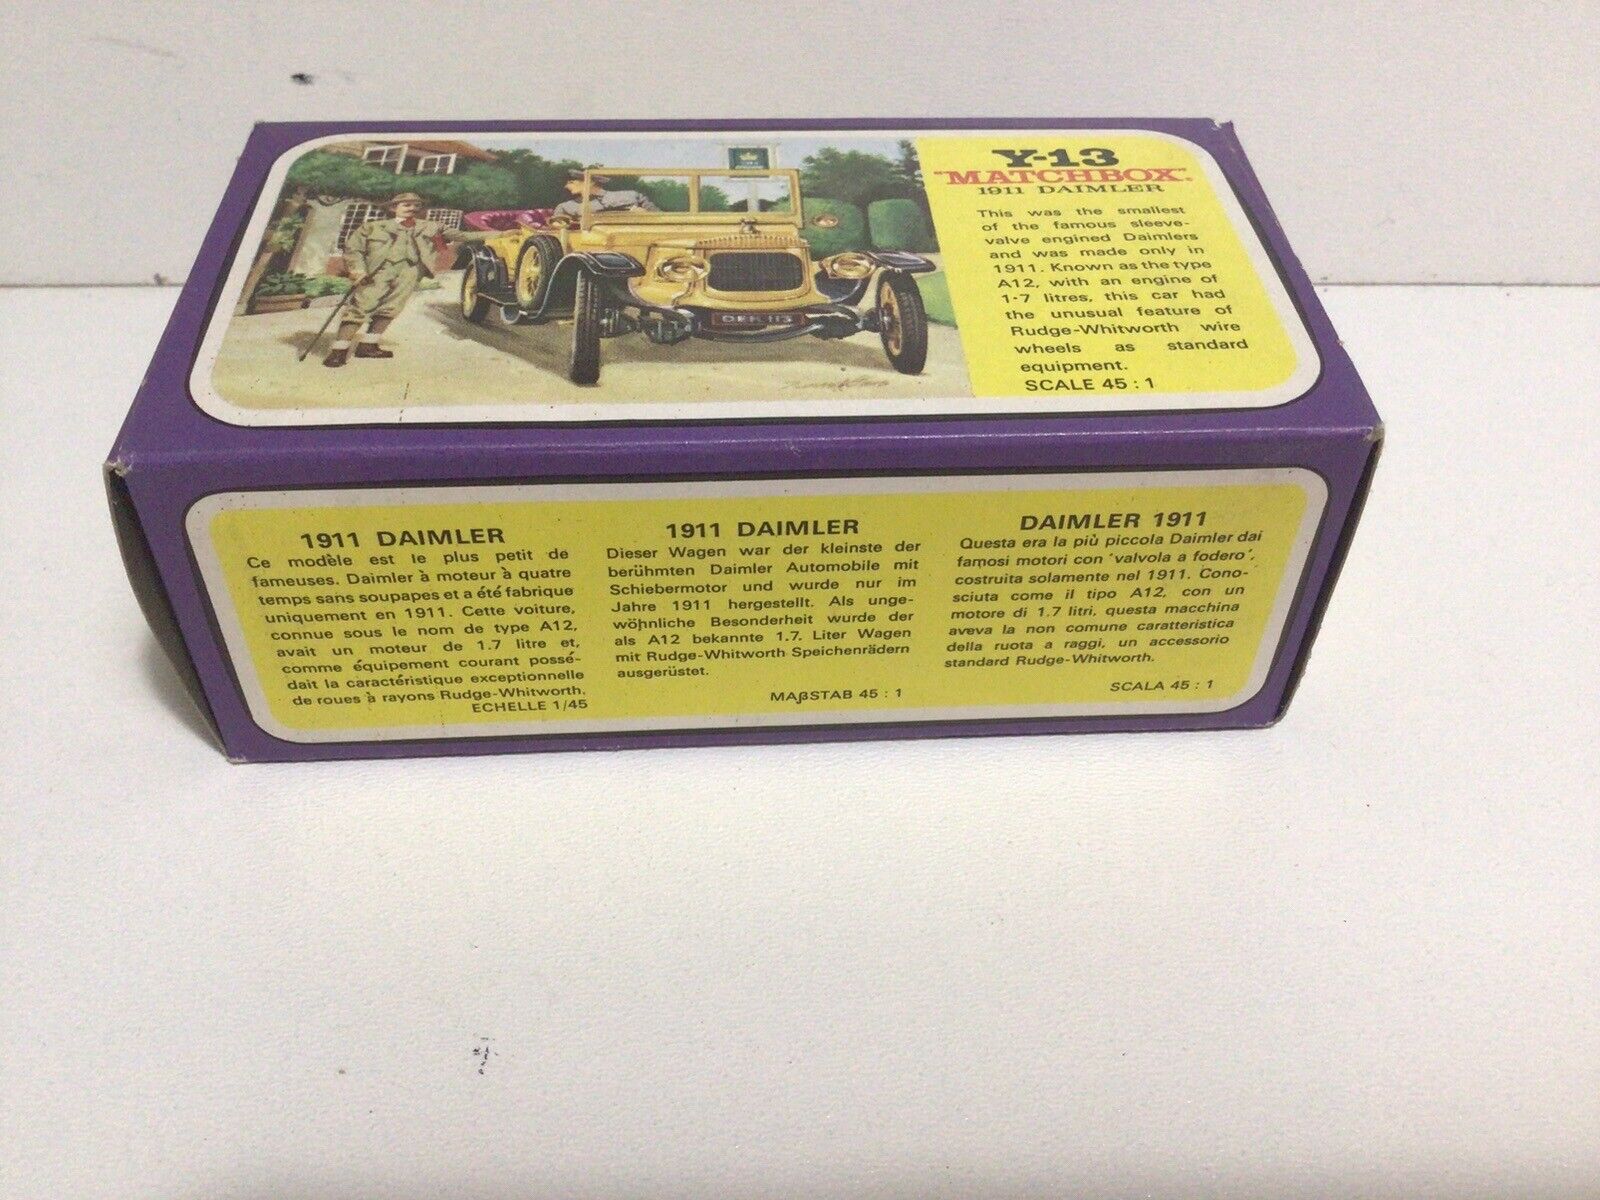 Y-13
"MATCHBOX"®
1911 DAIMLER
This was the smallest
of the famous sleeve-
valve engined Daimlers
and was made only in
1911. Known as the type
A12, with an engine of
1·7 litres, this car had
the unusual feature of
Rudge-Whitworth wire
wheels as standard
equipment.
SCALE 45 : 1
1911 DAIMLER
Ce modèle est le plus petit de
fameuses. Daimler à moteur à quatre
temps sans soupapes et a été fabrique
uniquement en 1911. Cette voiture,
connue sous le nom de type A12,
avait un moteur de 1.7 litre et,
comme équipement courant possé-
dait la caractéristique exceptionnelle
de roues à rayons Rudge-Whitworth.
ECHELLE 1/45
1911 DAIMLER
Dieser Wagen war der kleinste der
berühmten Daimler Automobile mit
Schiebermotor und wurde nur im
Jahre 1911 hergestellt. Als unge-
wöhnliche Besonderheit wurde der
als A12 bekannte 1.7. Liter Wagen
mit Rudge-Whitworth Speichenrädern
ausgerüstet.
MAßSTAB 45 : 1
DAIMLER 1911
Questa era la più piccola Daimler dai
famosi motori con 'valvola a fodero',
costruita solamente nel 1911. Cono-
sciuta come il tipo A12, con un
motore di 1.7 litri, questa macchina
aveva la non comune caratteristica
della ruota a raggi, un accessorio
standard Rudge-Whitworth.
SCALA 45 : 1